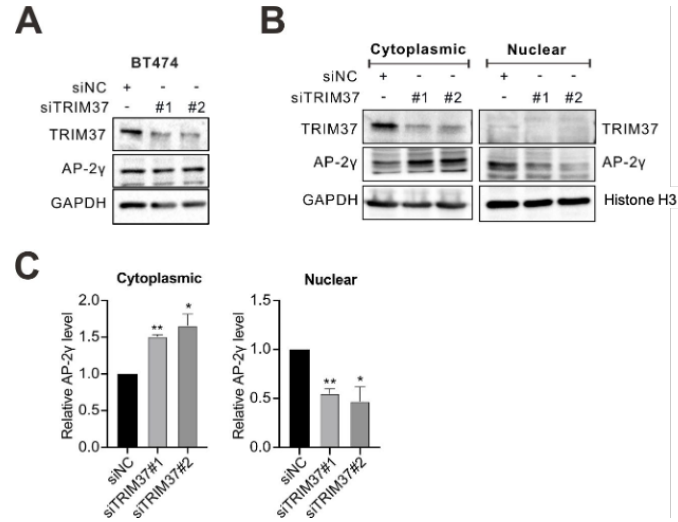 A
BT474
siNC + - -
siTRIM37 - #1 #2
TRIM37
AP-2γ
GAPDH
B
Cytoplasmic Nuclear
siNC + - - + - -
siTRIM37 - #1 #2 - #1 #2
TRIM37 TRIM37
AP-2γ AP-2γ
GAPDH Histone H3
C
Cytoplasmic
Relative AP-2γ level
2.0
1.5
1.0
0.5
0.0
** *
siNC siTRIM37#1 siTRIM37#2
Nuclear
Relative AP-2γ level
1.5
1.0
0.5
0.0
** *
siNC siTRIM37#1 siTRIM37#2